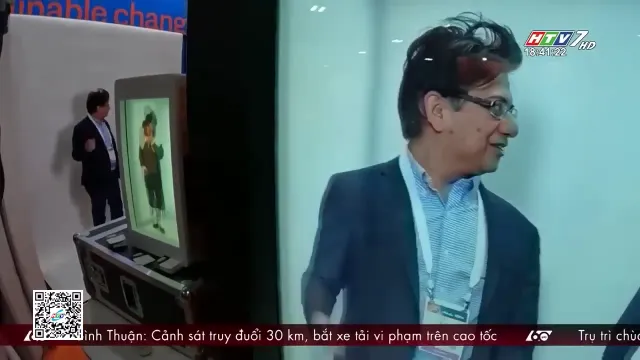 unable chang
HTV7 HD
18:41:22
inh Thuận: Cảnh sát truy đuổi 30 km, bắt xe tải vi phạm trên cao tốc
Trụ trì chù